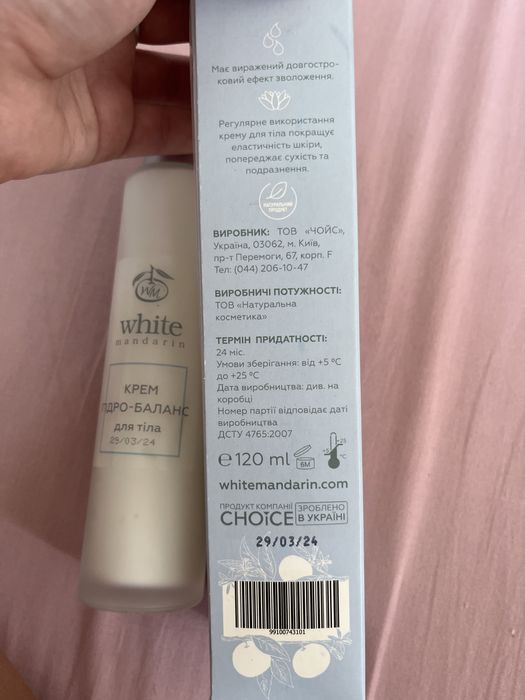 Має виражений довгостро-
ковий ефект зволоження.
Регулярне використання
крему для тіла покращує
еластичність шкіри,
попереджає сухість та
подразнення.
НАТУРАЛЬНИЙ
ПРОДУКТ
ВИРОБНИК: ТОВ «ЧОЙС»,
Україна, 03062, м. Київ,
пр-т Перемоги, 67, корп. F
Тел: (044) 206-10-47
ВИРОБНИЧІ ПОТУЖНОСТІ:
ТОВ «Натуральна
косметика»
ТЕРМІН ПРИДАТНОСТІ:
24 міс.
Умови зберігання: від +5 °C
до +25 °C
Дата виробництва: див. на
коробці
Номер партії відповідає даті
виробництва
ДСТУ 4765:2007
℮ 120 ml 6M +5 +25 °C
whitemandarin.com
ПРОДУКТ КОМПАНІЇ
CHOICE
ЗРОБЛЕНО
В УКРАЇНІ
29/03/24
99100743101
WM
white
mandarin
КРЕМ
ГІДРО-БАЛАНС
для тіла
29/03/24